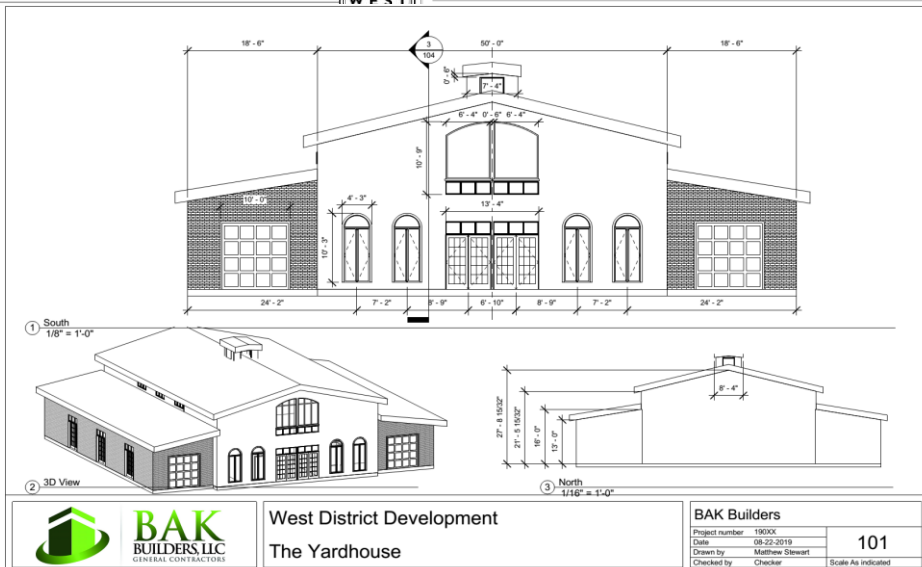 WEST
18' - 6"
50' - 0"
18' - 6"
3
104
0' - 6"
7' - 4"
6' - 4" 0' - 6" 6' - 4"
10' - 9"
10' - 0"
4' - 3"
13' - 4"
10' - 3"
24' - 2"
7' - 2"
8' - 9"
6' - 10"
8' - 9"
7' - 2"
24' - 2"
1 South
1/8" = 1'-0"
27' - 8 15/32"
21' - 5 15/32"
16' - 0"
13' - 0"
8' - 4"
2 3D View
3 North
1/16" = 1'-0"
BAK
BUILDERS, LLC
GENERAL CONTRACTORS
West District Development
The Yardhouse
BAK Builders
Project number 190XX
Date 08-22-2019
Drawn by Matthew Stewart
Checked by Checker
101
Scale As indicated